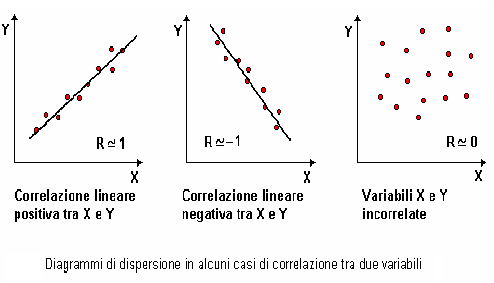 Y
R ≃ 1
X
Correlazione lineare
positiva tra X e Y
Y
R ≃ −1
X
Correlazione lineare
negativa tra X e Y
Y
R ≃ 0
X
Variabili X e Y
incorrelate
Diagrammi di dispersione in alcuni casi di correlazione tra due variabili